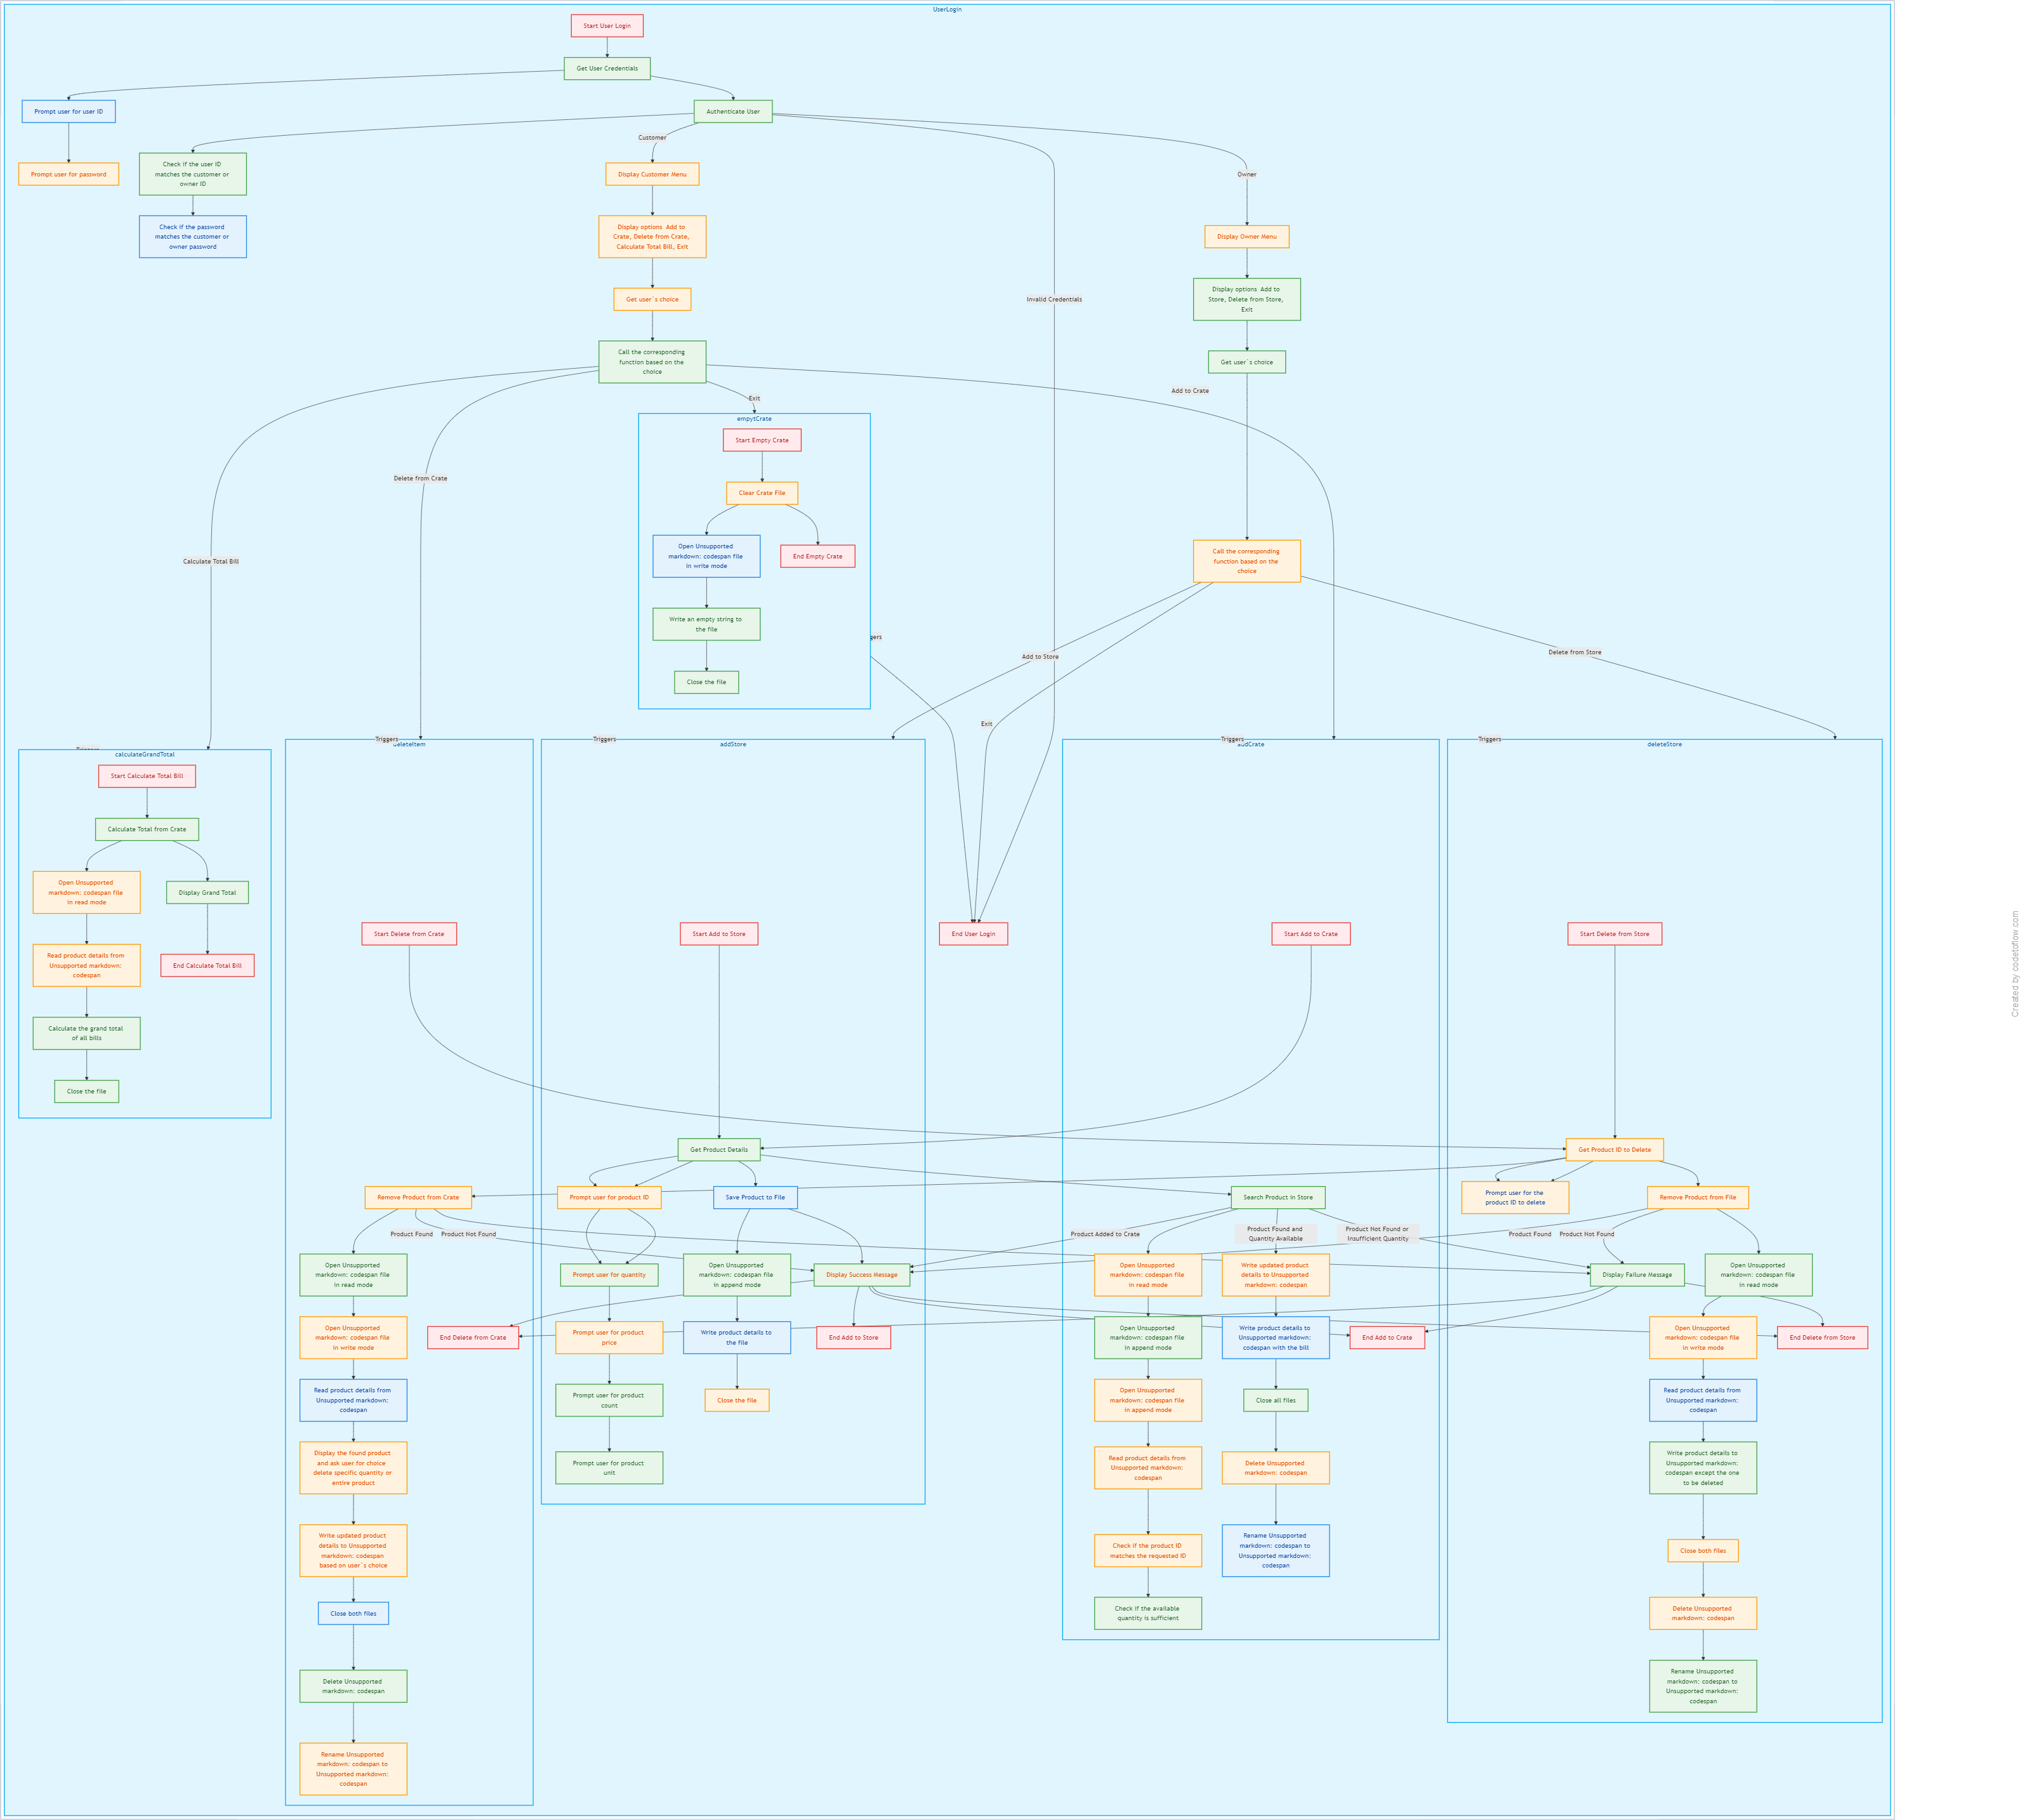 UserLogin
Start User Login
Get User Credentials
Prompt user for user ID
Authenticate User
Customer
Check if the user ID
matches the customer or
owner ID
Prompt user for password
Display Customer Menu
Owner
Check if the password
matches the customer or
owner password
Display options  Add to
Crate, Delete from Crate,
Calculate Total Bill, Exit
Display Owner Menu
Get user`s choice
Invalid Credentials
Display options  Add to
Store, Delete from Store,
Exit
Call the corresponding
function based on the
choice
Get user`s choice
Exit
Add to Crate
empytCrate
Start Empty Crate
Delete from Crate
Clear Crate File
Calculate Total Bill
Open Unsupported
markdown: codespan file
in write mode
End Empty Crate
Call the corresponding
function based on the
choice
Write an empty string to
the file
gers
Add to Store
Delete from Store
Close the file
Exit
calculateGrandTotal
Triggers
deleteItem
Triggers
addStore
Triggers
addCrate
Triggers
deleteStore
Start Calculate Total Bill
Calculate Total from Crate
Open Unsupported
markdown: codespan file
in read mode
Display Grand Total
Read product details from
Unsupported markdown:
codespan
End Calculate Total Bill
Calculate the grand total
of all bills
Close the file
Start Delete from Crate
Start Add to Store
End User Login
Start Add to Crate
Start Delete from Store
Get Product Details
Get Product ID to Delete
Remove Product from Crate
Prompt user for product ID
Save Product to File
Search Product in Store
Prompt user for the
product ID to delete
Remove Product from File
Product Found
Product Not Found
Product Added to Crate
Product Found and
Quantity Available
Product Not Found or
Insufficient Quantity
Product Found
Product Not Found
Open Unsupported
markdown: codespan file
in read mode
Prompt user for quantity
Open Unsupported
markdown: codespan file
in append mode
Display Success Message
Open Unsupported
markdown: codespan file
in read mode
Write updated product
details to Unsupported
markdown: codespan
Display Failure Message
Open Unsupported
markdown: codespan file
in read mode
Open Unsupported
markdown: codespan file
in write mode
End Delete from Crate
Prompt user for product
price
Write product details to
the file
End Add to Store
Open Unsupported
markdown: codespan file
in append mode
Write product details to
Unsupported markdown:
codespan with the bill
End Add to Crate
Open Unsupported
markdown: codespan file
in write mode
End Delete from Store
Read product details from
Unsupported markdown:
codespan
Prompt user for product
count
Close the file
Open Unsupported
markdown: codespan file
in append mode
Close all files
Read product details from
Unsupported markdown:
codespan
Display the found product
and ask user for choice
delete specific quantity or
entire product
Prompt user for product
unit
Read product details from
Unsupported markdown:
codespan
Delete Unsupported
markdown: codespan
Write product details to
Unsupported markdown:
codespan except the one
to be deleted
Write updated product
details to Unsupported
markdown: codespan
based on user`s choice
Check if the product ID
matches the requested ID
Rename Unsupported
markdown: codespan to
Unsupported markdown:
codespan
Close both files
Close both files
Check if the available
quantity is sufficient
Delete Unsupported
markdown: codespan
Delete Unsupported
markdown: codespan
Rename Unsupported
markdown: codespan to
Unsupported markdown:
codespan
Rename Unsupported
markdown: codespan to
Unsupported markdown:
codespan
Created by codetoflow.com